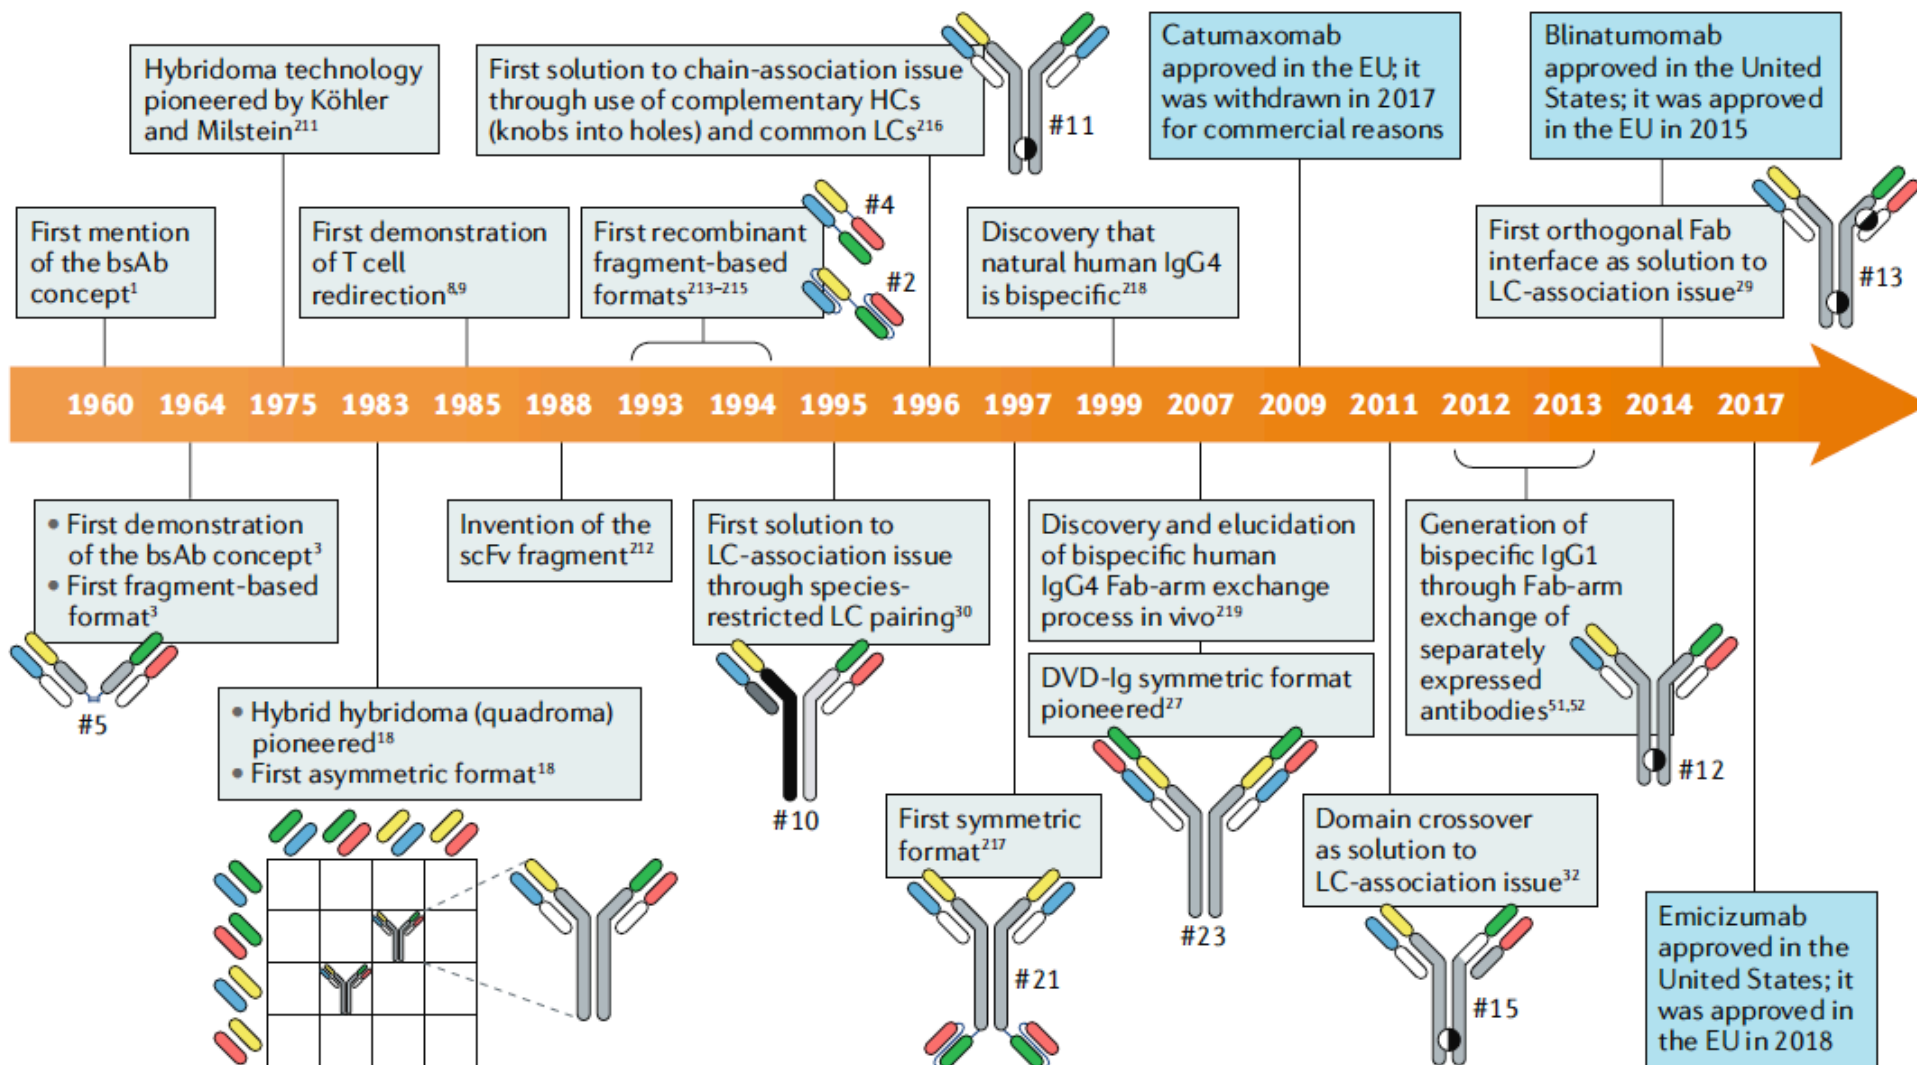 Hybridoma technology
pioneered by Köhler
and Milstein211
First solution to chain-association issue
through use of complementary HCs
(knobs into holes) and common LCs216
#11
Catumaxomab
approved in the EU; it
was withdrawn in 2017
for commercial reasons
Blinatumomab
approved in the United
States; it was approved
in the EU in 2015
First mention
of the bsAb
concept1
First demonstration
of T cell
redirection8,9
First recombinant
fragment-based
formats213–215
#4
#2
Discovery that
natural human IgG4
is bispecific218
First orthogonal Fab
interface as solution to
LC-association issue29
#13
1960 1964 1975 1983 1985 1988 1993 1994 1995 1996 1997 1999 2007 2009 2011 2012 2013 2014 2017
• First demonstration
of the bsAb concept3
• First fragment-based
format3
#5
• Hybrid hybridoma (quadroma)
pioneered18
• First asymmetric format18
Invention of the
scFv fragment212
First solution to
LC-association issue
through species-
restricted LC pairing30
#10
First symmetric
format217
#21
Discovery and elucidation
of bispecific human
IgG4 Fab-arm exchange
process in vivo219
DVD-Ig symmetric format
pioneered27
#23
Domain crossover
as solution to
LC-association issue32
#15
Generation of
bispecific IgG1
through Fab-arm
exchange of
separately
expressed
antibodies51,52
#12
Emicizumab
approved in the
United States; it
was approved in
the EU in 2018